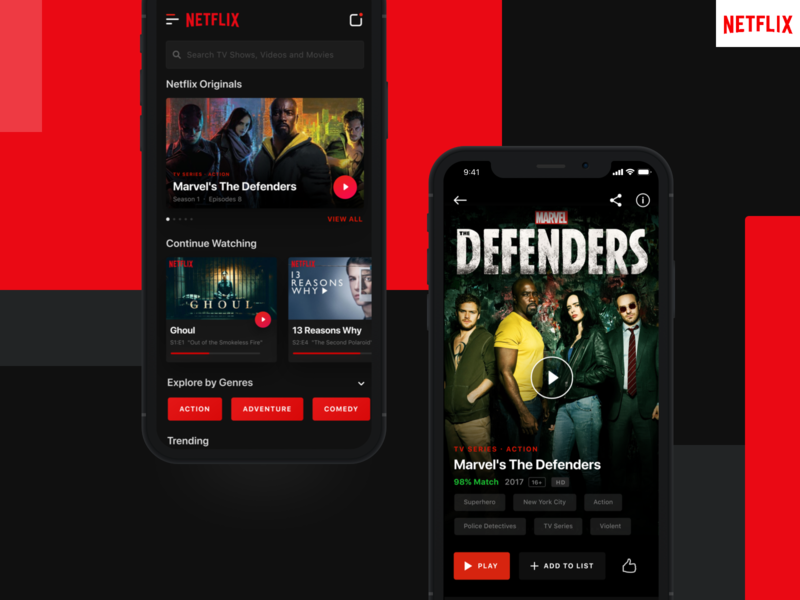 NETFLIX
Search TV Shows, Videos and Movies
Netflix Originals
TV SERIES · ACTION
Marvel's The Defenders
Season 1 · Episodes 8
VIEW ALL
Continue Watching
NETFLIX
GHOUL
Ghoul
S1:E1 "Out of the Smokeless Fire"
NETFLIX
13
REASONS
WHY
13 Reasons Why
S2:E4 "The Second Polaroid"
Explore by Genres
ACTION
ADVENTURE
COMEDY
Trending
NETFLIX
9:41
MARVEL
THE
DEFENDERS
TV SERIES · ACTION
Marvel's The Defenders
98% Match 2017 16+ HD
Superhero
New York City
Action
Police Detectives
TV Series
Violent
PLAY
+ ADD TO LIST